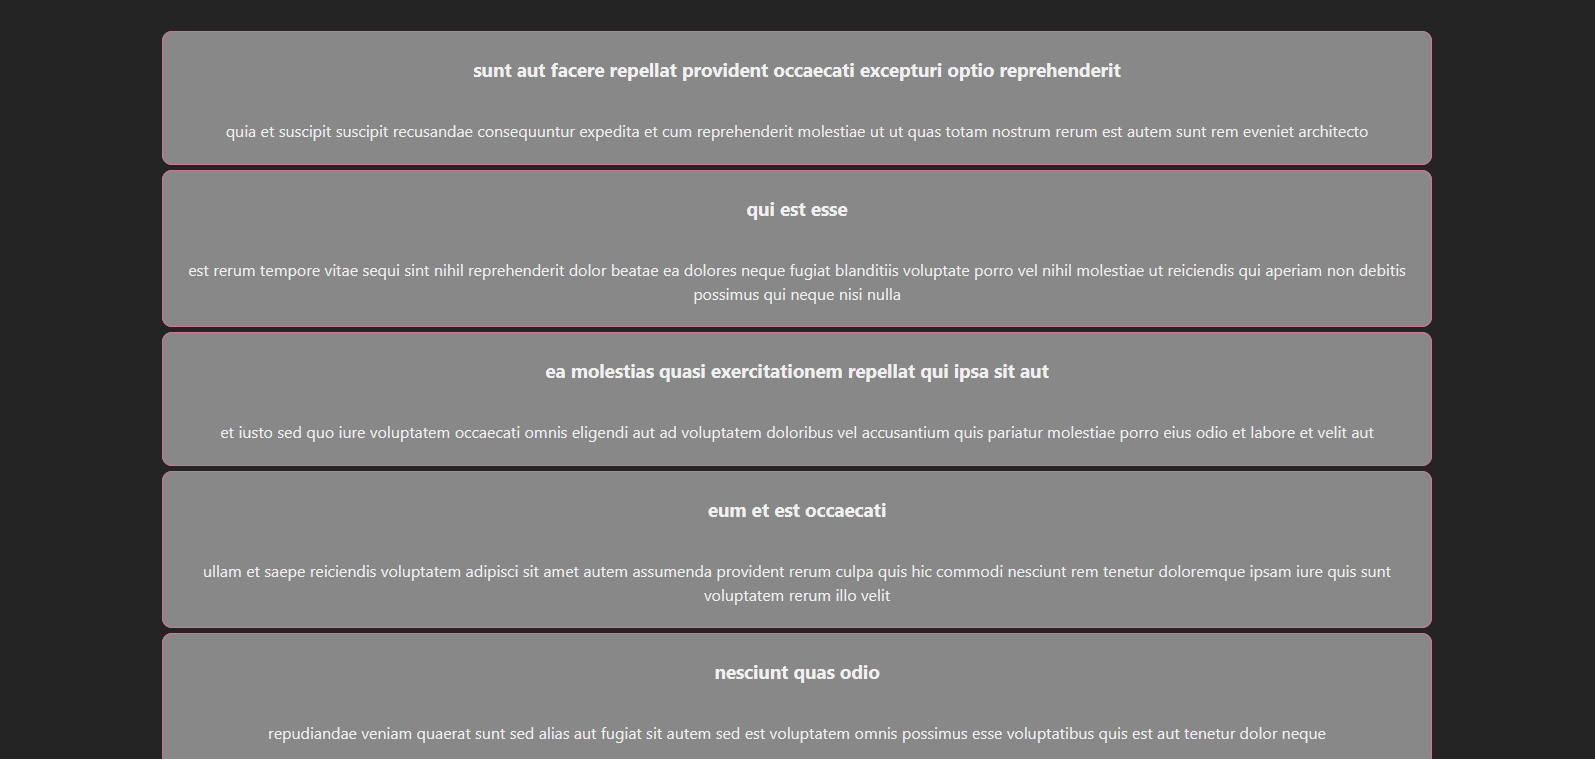 sunt aut facere repellat provident occaecati excepturi optio reprehenderit
quia et suscipit suscipit recusandae consequuntur expedita et cum reprehenderit molestiae ut ut quas totam nostrum rerum est autem sunt rem eveniet architecto
qui est esse
est rerum tempore vitae sequi sint nihil reprehenderit dolor beatae ea dolores neque fugiat blanditiis voluptate porro vel nihil molestiae ut reiciendis qui aperiam non debitis
possimus qui neque nisi nulla
ea molestias quasi exercitationem repellat qui ipsa sit aut
et iusto sed quo iure voluptatem occaecati omnis eligendi aut ad voluptatem doloribus vel accusantium quis pariatur molestiae porro eius odio et labore et velit aut
eum et est occaecati
ullam et saepe reiciendis voluptatem adipisci sit amet autem assumenda provident rerum culpa quis hic commodi nesciunt rem tenetur doloremque ipsam iure quis sunt
voluptatem rerum illo velit
nesciunt quas odio
repudiandae veniam quaerat sunt sed alias aut fugiat sit autem sed est voluptatem omnis possimus esse voluptatibus quis est aut tenetur dolor neque